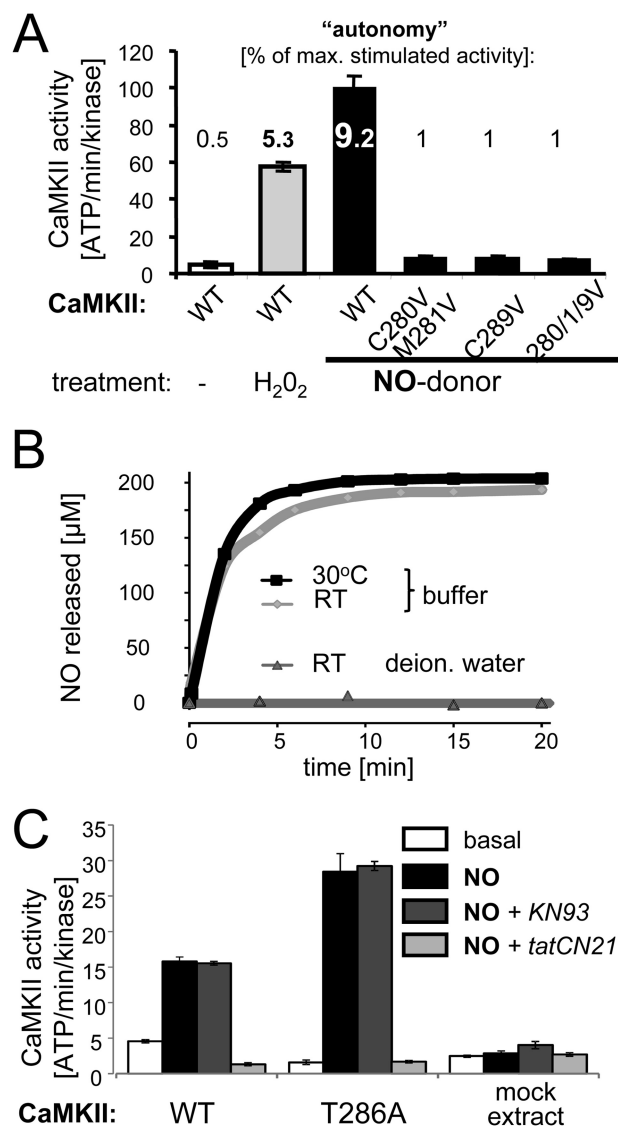 A
“autonomy”
[% of max. stimulated activity]:
CaMKII activity
[ATP/min/kinase]
120
100
80
60
40
20
0
0.5
5.3
9.2
1
1
1
CaMKII:
WT
WT
WT
C280V
M281V
C289V
280/1/9V
treatment: - H202 NO-donor
B
NO released [µM]
200
150
100
50
0
30oC
RT
buffer
RT deion. water
0 5 10 15 20
time [min]
C
CaMKII activity
[ATP/min/kinase]
35
30
25
20
15
10
5
0
basal
NO
NO + KN93
NO + tatCN21
CaMKII: WT T286A mock
extract